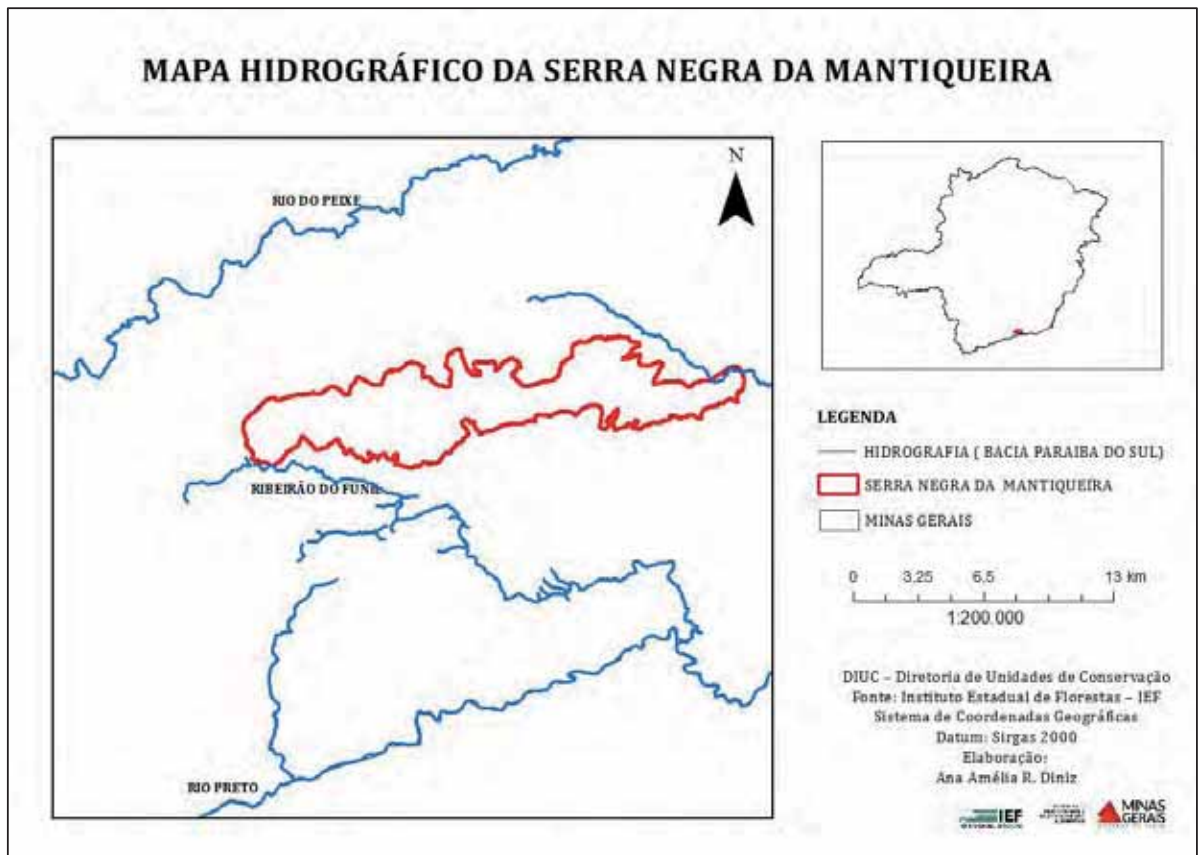 MAPA HIDROGRÁFICO DA SERRA NEGRA DA MANTIQUEIRA
N
RIO DO PEIXE
RIBEIRÃO DO FUNIL
RIO PRETO
LEGENDA
HIDROGRAFIA ( BACIA PARAIBA DO SUL)
SERRA NEGRA DA MANTIQUEIRA
MINAS GERAIS
0 3.25 6.5 13 km
1:200.000
DIUC – Diretoria de Unidades de Conservação
Fonte: Instituto Estadual de Florestas – IEF
Sistema de Coordenadas Geográficas
Datum: Sirgas 2000
Elaboração:
Ana Amélia R. Diniz
IEF
MINAS
GERAIS